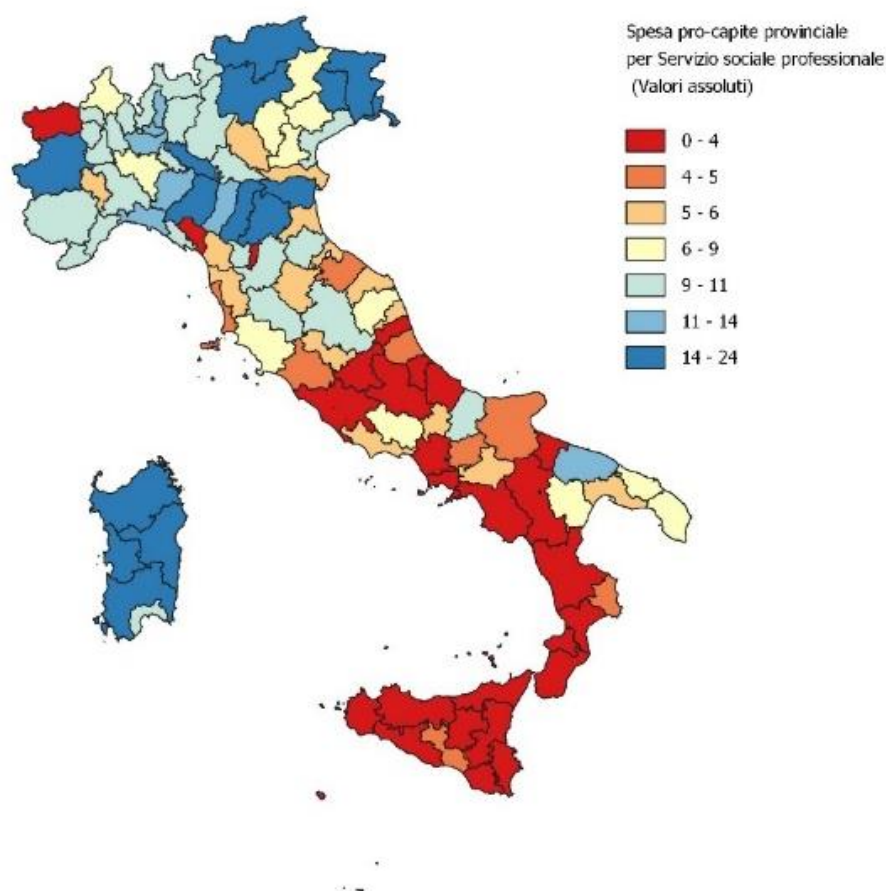 Spesa pro-capite provinciale
per Servizio sociale professionale
(Valori assoluti)
0 - 4
4 - 5
5 - 6
6 - 9
9 - 11
11 - 14
14 - 24